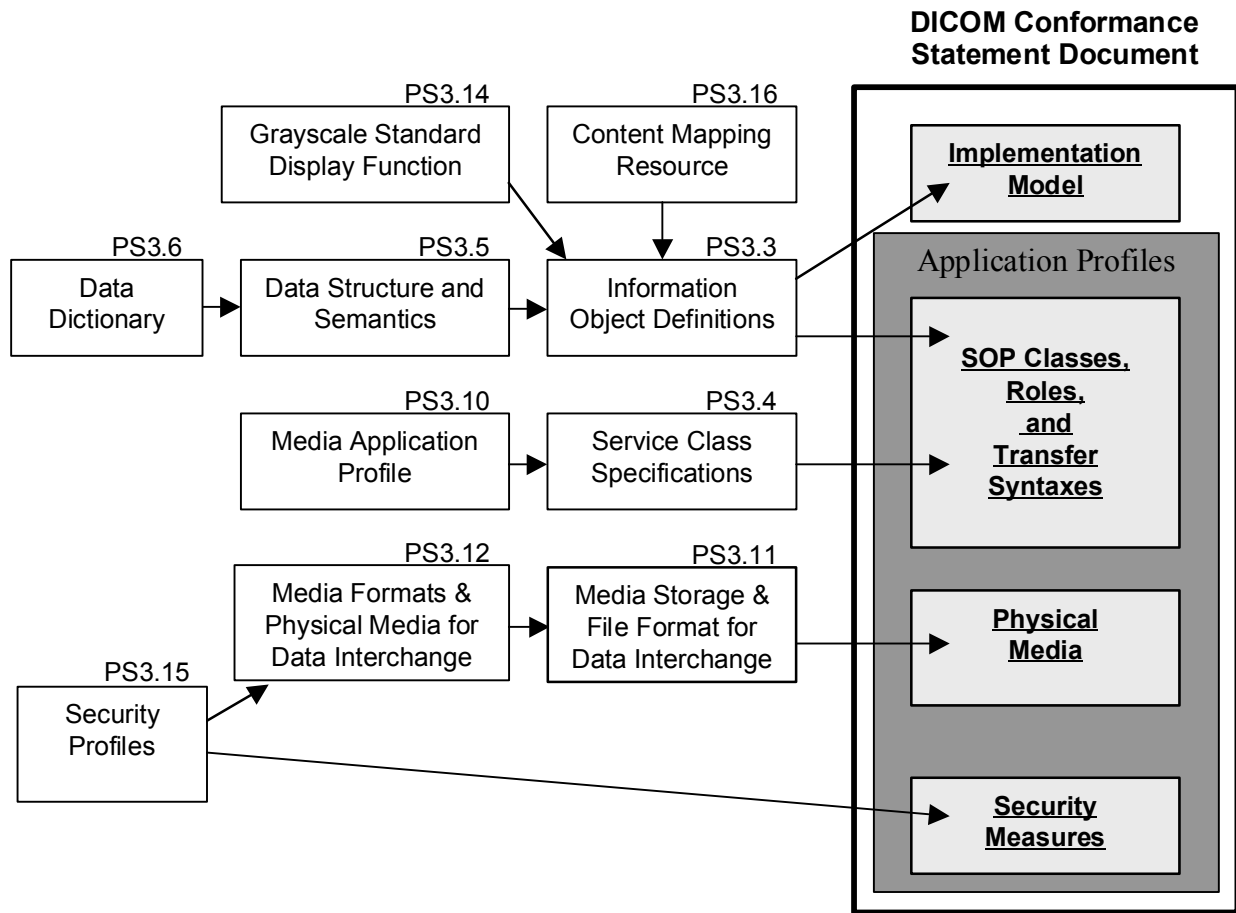 DICOM Conformance
Statement Document
PS3.14
Grayscale Standard
Display Function
PS3.16
Content Mapping
Resource
Implementation
Model
PS3.6
Data
Dictionary
PS3.5
Data Structure and
Semantics
PS3.3
Information
Object Definitions
Application Profiles
SOP Classes,
Roles,
and
Transfer
Syntaxes
PS3.10
Media Application
Profile
PS3.4
Service Class
Specifications
PS3.12
Media Formats &
Physical Media for
Data Interchange
PS3.11
Media Storage &
File Format for
Data Interchange
Physical
Media
PS3.15
Security
Profiles
Security
Measures